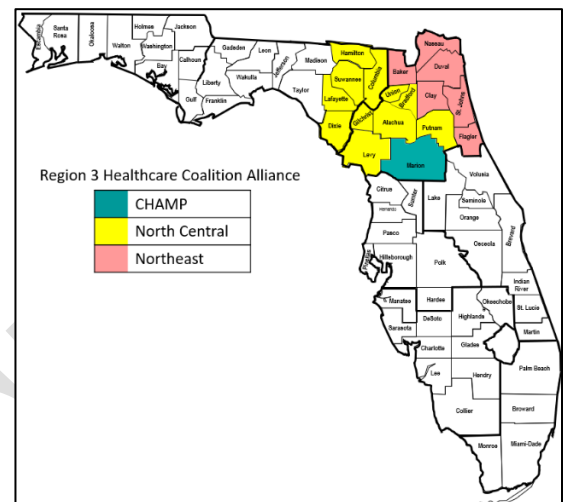 Santa Rosa
Escambia
Okaloosa
Walton
Holmes
Washington
Jackson
Bay
Calhoun
Gulf
Liberty
Franklin
Gadsden
Leon
Wakulla
Jefferson
Madison
Taylor
Hamilton
Suwannee
Columbia
Lafayette
Dixie
Gilchrist
Baker
Nassau
Duval
Union
Bradford
Clay
St. Johns
Alachua
Putnam
Flagler
Levy
Marion
Region 3 Healthcare Coalition Alliance
CHAMP
North Central
Northeast
Volusia
Citrus
Sumter
Lake
Hernando
Seminole
Orange
Pasco
Brevard
Osceola
Pinellas
Hillsborough
Polk
Indian River
Manatee
Hardee
Okeechobee
St. Lucie
Highlands
Sarasota
DeSoto
Martin
Charlotte
Glades
Lee
Hendry
Palm Beach
Collier
Broward
Monroe
Miami-Dade